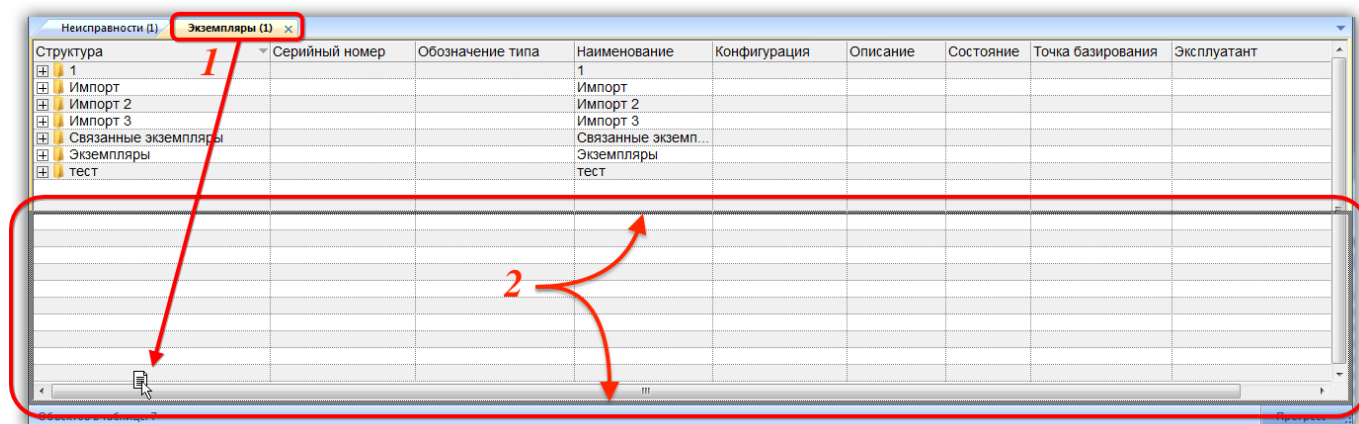 Неисправности (1) Экземпляры (1)
Структура Серийный номер Обозначение типа Наименование Конфигурация Описание Состояние Точка базирования Эксплуатант
1
1 1
Импорт Импорт
Импорт 2 Импорт 2
Импорт 3 Импорт 3
Связанные экземпляры Связанные экземп...
Экземпляры Экземпляры
тест тест
2